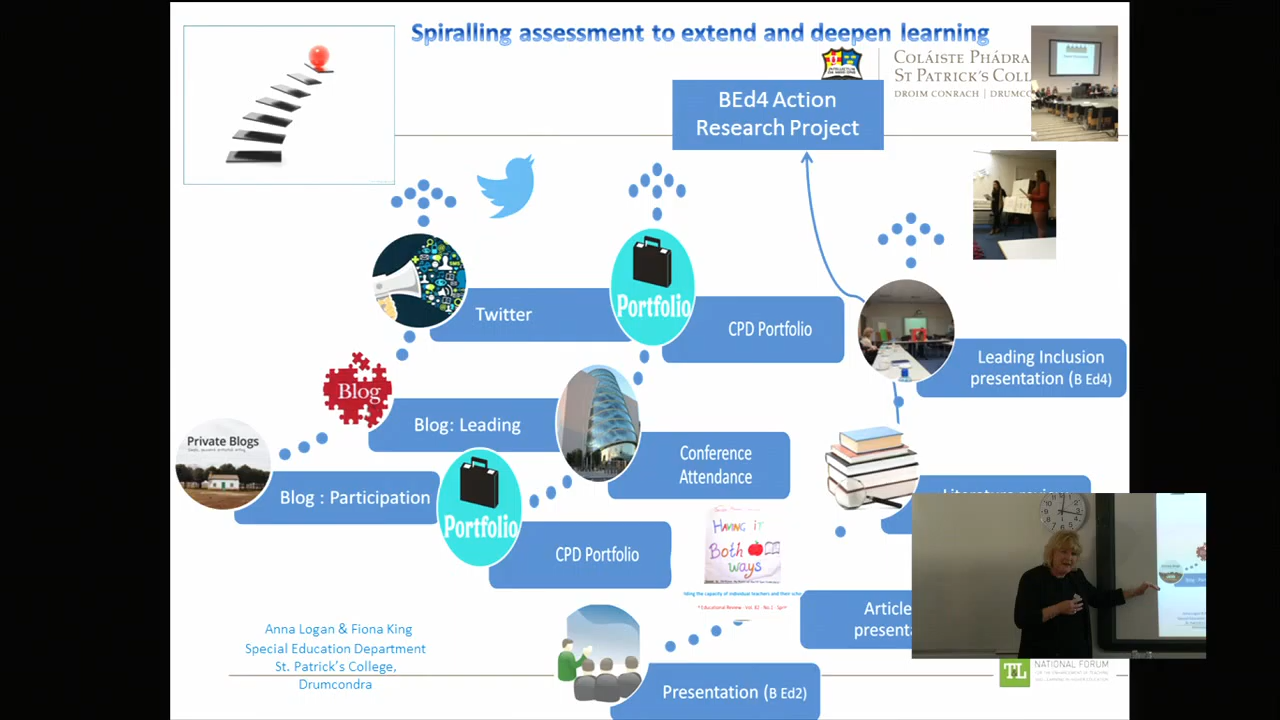 Spiralling assessment to extend and deepen learning
COLÁISTE PHÁDRA
ST PATRICK'S COLL
DROIM CONRACH | DRUMCO
BEd4 Action
Research Project
Twitter
Portfolio
CPD Portfolio
Leading Inclusion
presentation (B Ed4)
Blog
Blog: Leading
Private Blogs
Blog : Participation
Portfolio
Conference
Attendance
CPD Portfolio
HAVING IT
Both
ways
Article
presenta
Presentation (B Ed2)
Anna Logan & Fiona King
Special Education Department
St. Patrick's College,
Drumcondra
TL
NATIONAL FORUM